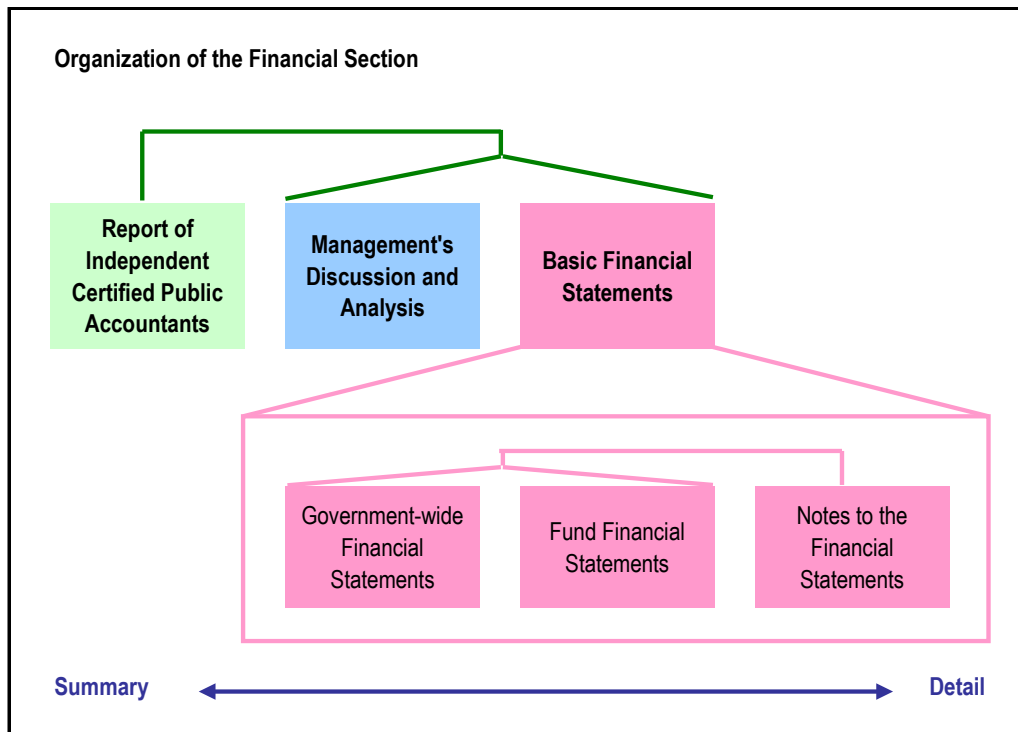 Organization of the Financial Section
Report of
Independent
Certified Public
Accountants
Management's
Discussion and
Analysis
Basic Financial
Statements
Government-wide
Financial
Statements
Fund Financial
Statements
Notes to the
Financial
Statements
Summary
Detail